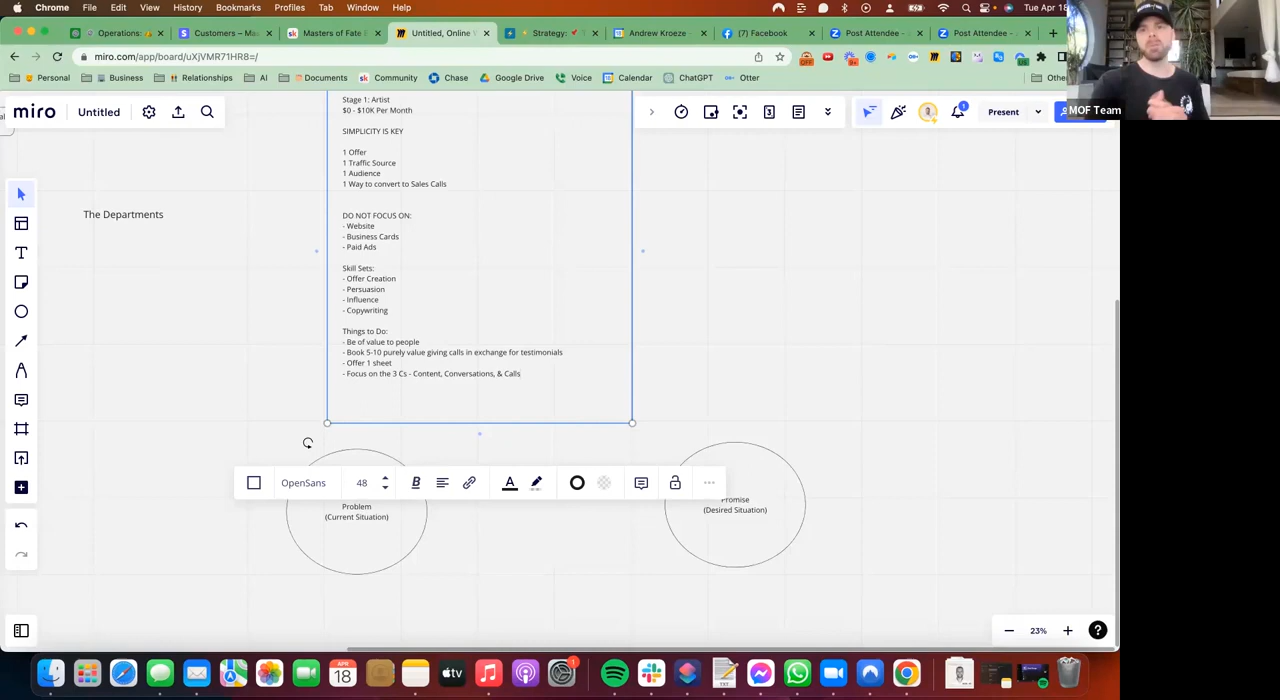 Chrome File Edit View History Bookmarks Profiles Tab Window Help
Tue Apr 18
Operations:
Customers – Mas
Masters of Fate
Untitled, Online
Strategy:
Andrew Kroeze –
(7) Facebook
Post Attendee -
Post Attendee -
miro.com/app/board/uXjVMR71HR8=/
Personal
Business
Relationships
AI
Documents
Community
Chase
Google Drive
Voice
Calendar
ChatGPT
Otter
Othe
MOF Team
miro
Untitled
Present
Stage 1: Artist
$0 - $10K Per Month
SIMPLICITY IS KEY
1 Offer
1 Traffic Source
1 Audience
1 Way to convert to Sales Calls
The Departments
DO NOT FOCUS ON:
- Website
- Business Cards
- Paid Ads
Skill Sets:
- Offer Creation
- Persuasion
- Influence
- Copywriting
Things to Do:
- Be of value to people
- Book 5-10 purely value giving calls in exchange for testimonials
- Offer 1 sheet
- Focus on the 3 Cs - Content, Conversations, & Calls
OpenSans
48
Problem
(Current Situation)
Promise
(Desired Situation)
23%
APR
18
tv